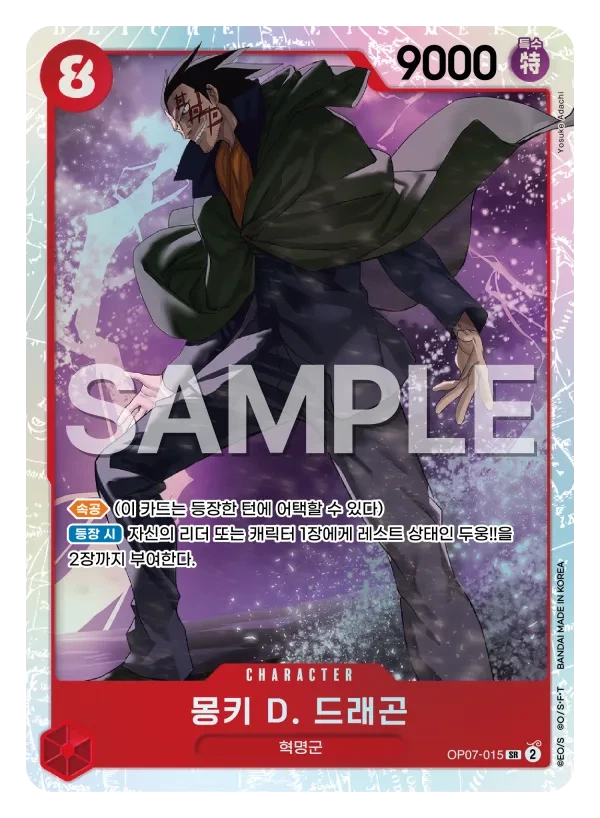 8
9000
특수
特
Yosuke Adachi
SAMPLE
속공 (이 카드는 등장한 턴에 어택할 수 있다)
등장 시 자신의 리더 또는 캐릭터 1장에게 레스트 상태인 두웅!!을
2장까지 부여한다.
CHARACTER
몽키 D. 드래곤
혁명군
OP07-015 SR 2
©E.O/S. ©O/S·F·T BANDAI MADE IN KOREA